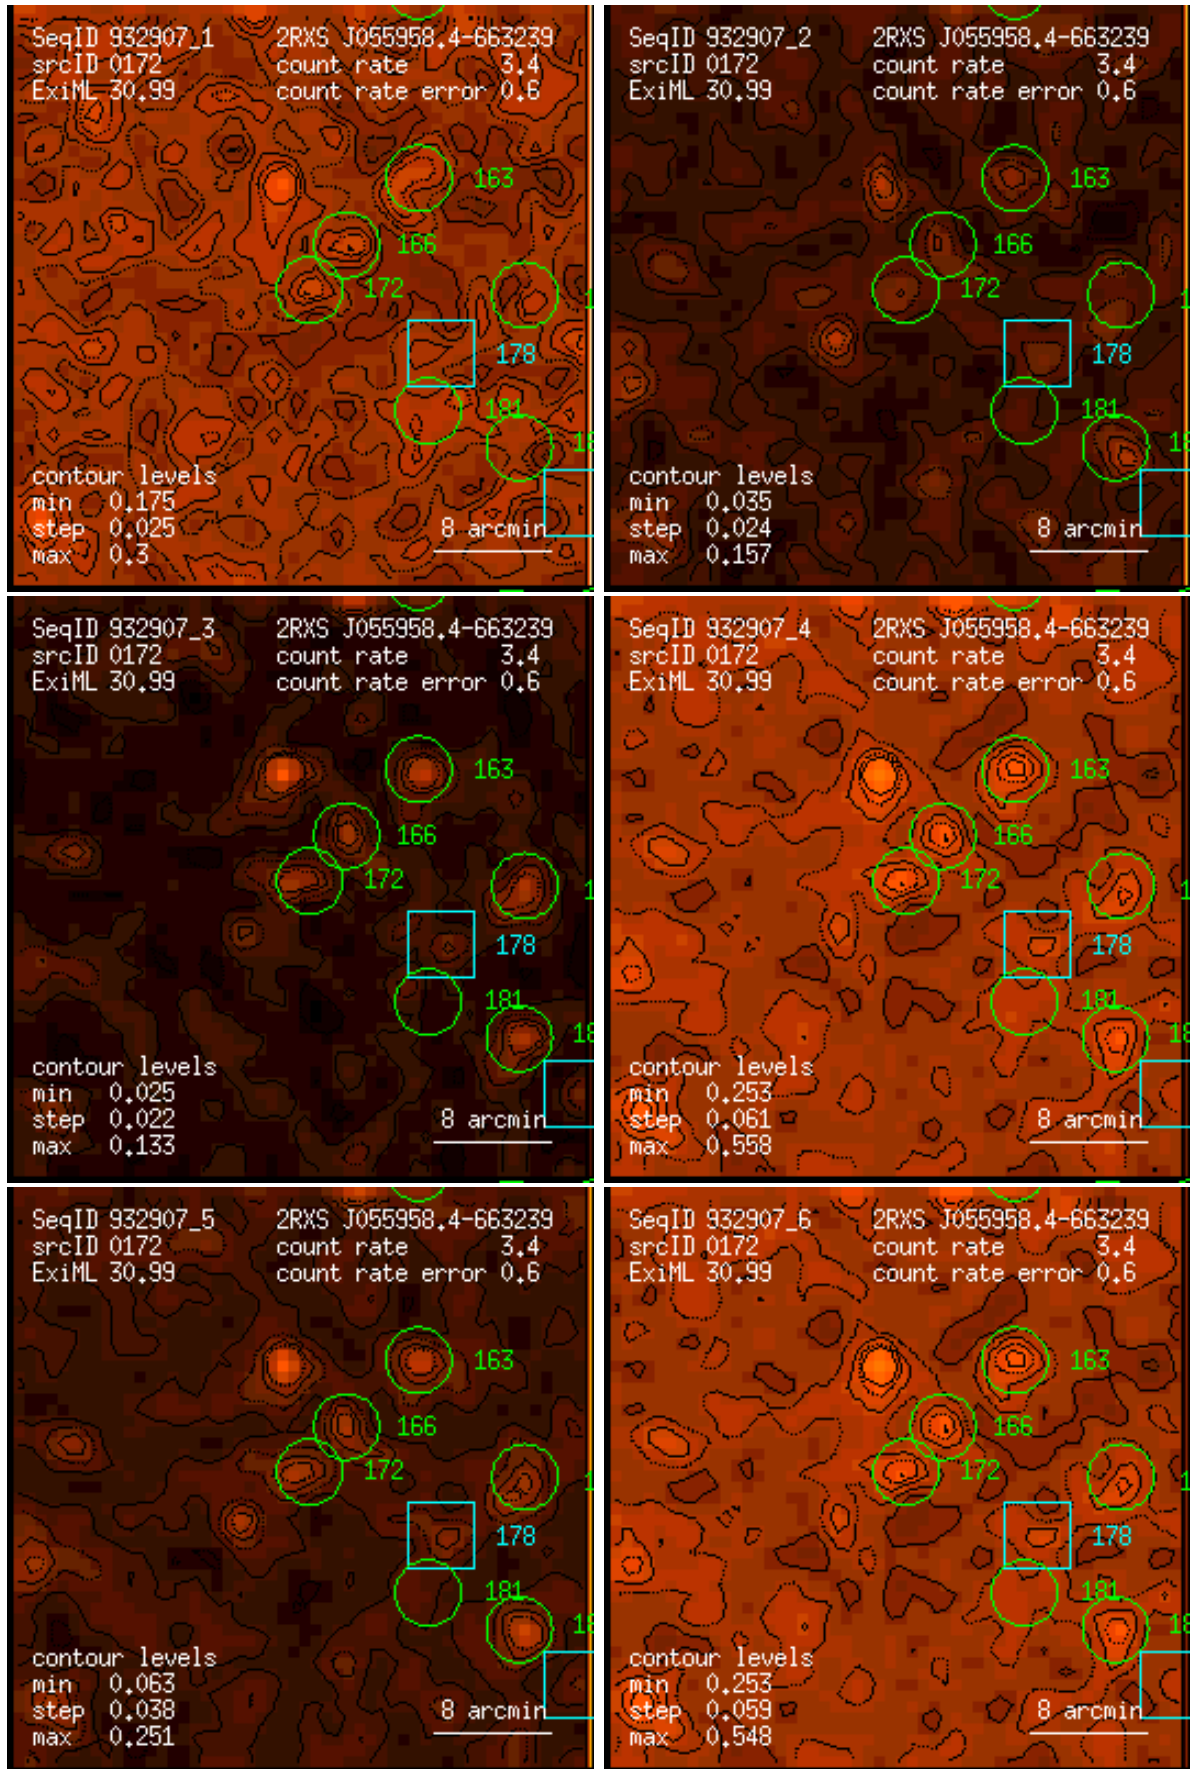 SeqID 932907_1 2RXS J055958.4-663239
srcID 0172 count rate 3.4
ExiML 30.99 count rate error 0.6
163
166
172
178
181
contour levels
min 0.175
step 0.025
max 0.3
8 arcmin
SeqID 932907_2 2RXS J055958.4-663239
srcID 0172 count rate 3.4
ExiML 30.99 count rate error 0.6
163
166
172
178
181
contour levels
min 0.035
step 0.024
max 0.157
8 arcmin
SeqID 932907_3 2RXS J055958.4-663239
srcID 0172 count rate 3.4
ExiML 30.99 count rate error 0.6
163
166
172
178
181
contour levels
min 0.025
step 0.022
max 0.133
8 arcmin
SeqID 932907_4 2RXS J055958.4-663239
srcID 0172 count rate 3.4
ExiML 30.99 count rate error 0.6
163
166
172
178
181
contour levels
min 0.253
step 0.061
max 0.558
8 arcmin
SeqID 932907_5 2RXS J055958.4-663239
srcID 0172 count rate 3.4
ExiML 30.99 count rate error 0.6
163
166
172
178
181
contour levels
min 0.063
step 0.038
max 0.251
8 arcmin
SeqID 932907_6 2RXS J055958.4-663239
srcID 0172 count rate 3.4
ExiML 30.99 count rate error 0.6
163
166
172
178
181
contour levels
min 0.253
step 0.059
max 0.548
8 arcmin